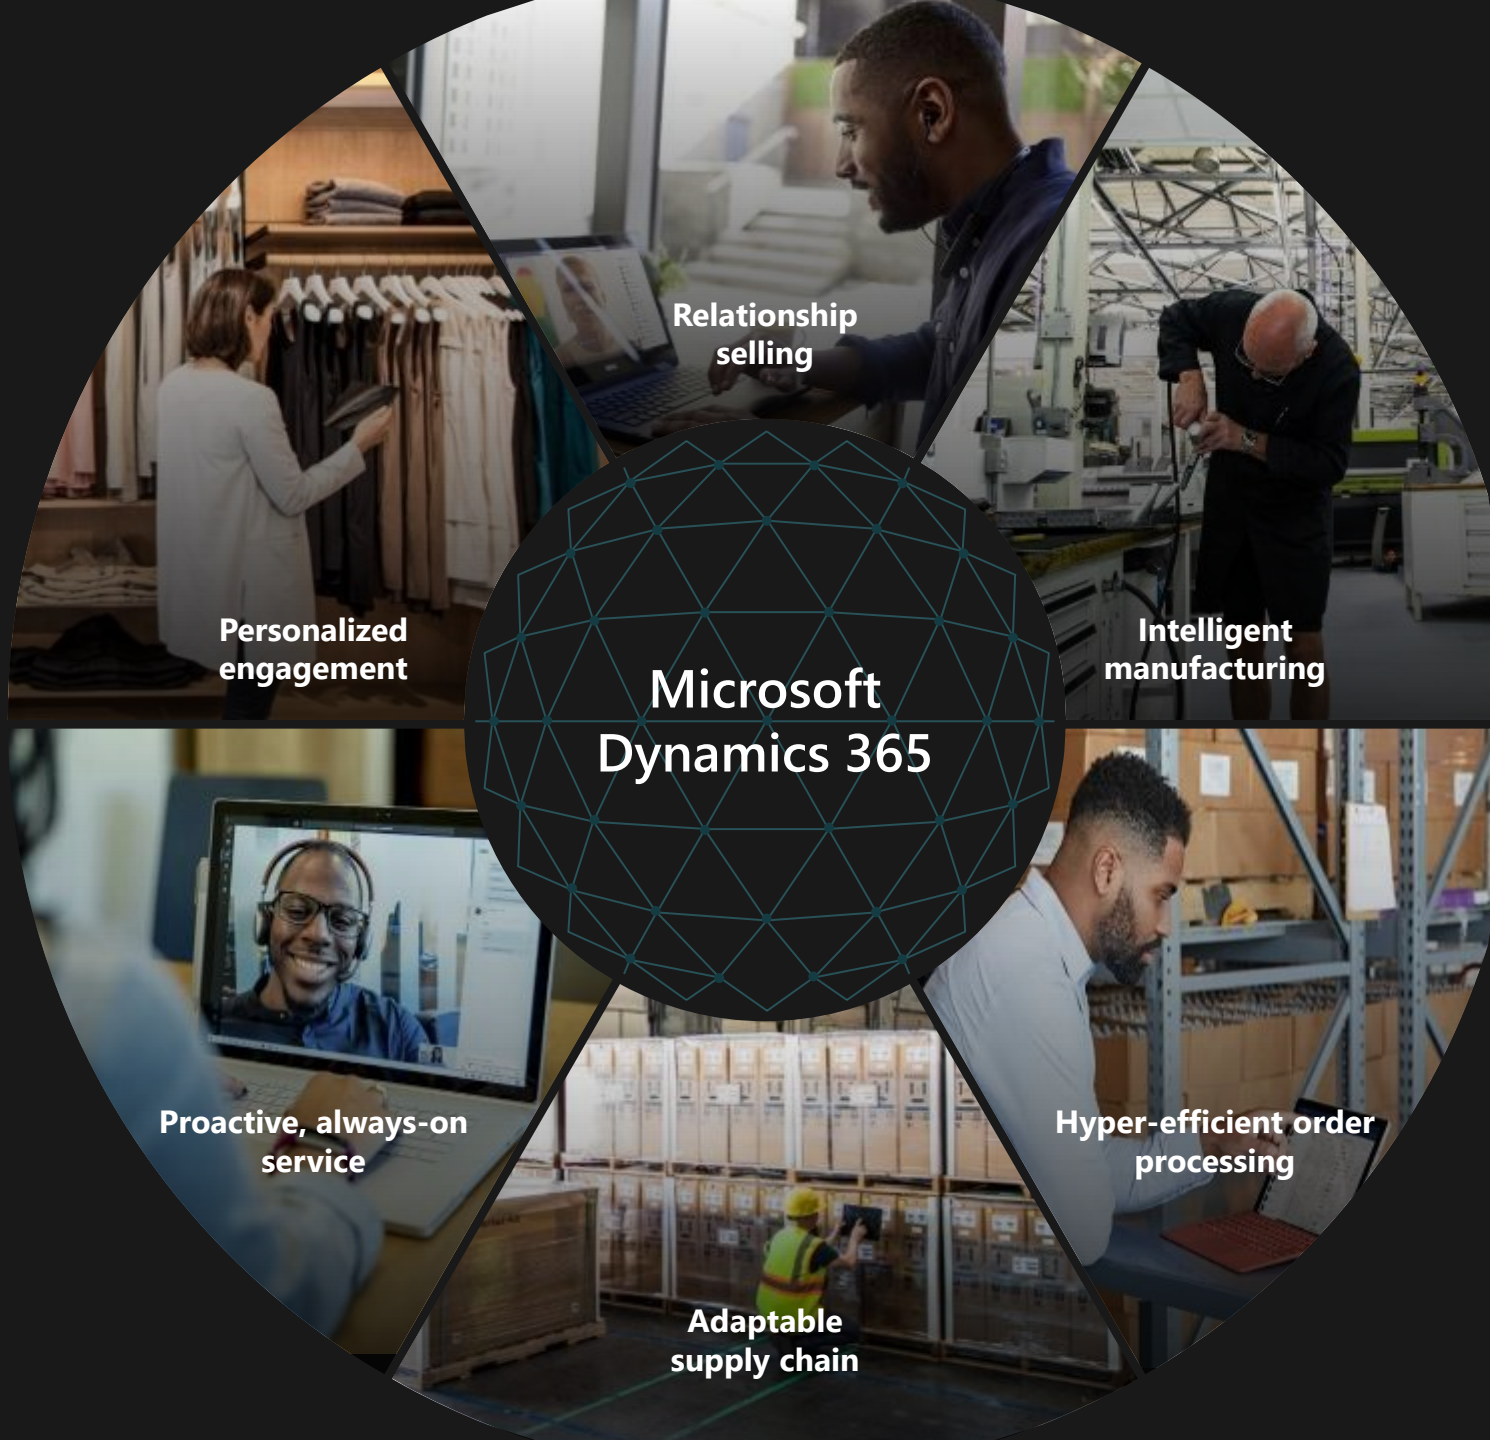 Relationship
selling
Personalized
engagement
Intelligent
manufacturing
Microsoft
Dynamics 365
Proactive, always-on
service
Hyper-efficient order
processing
Adaptable
supply chain